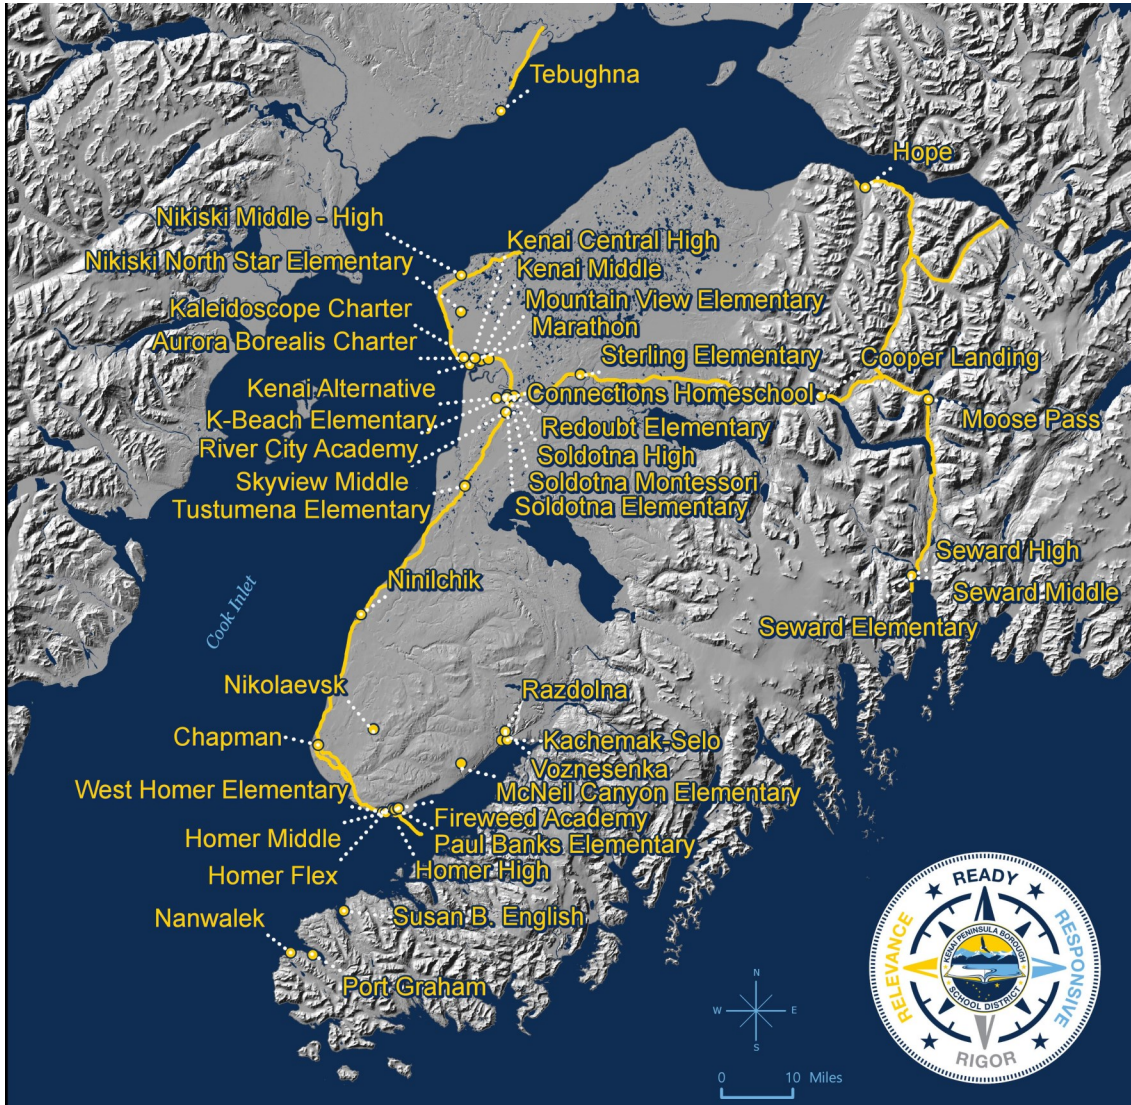 Tebughna
Hope
Nikiski Middle - High
Kenai Central High
Nikiski North Star Elementary
Kenai Middle
Mountain View Elementary
Kaleidoscope Charter
Marathon
Aurora Borealis Charter
Sterling Elementary
Cooper Landing
Kenai Alternative
Connections Homeschool
K-Beach Elementary
Redoubt Elementary
Moose Pass
River City Academy
Soldotna High
Skyview Middle
Soldotna Montessori
Tustumena Elementary
Soldotna Elementary
Seward High
Ninilchik
Seward Middle
Cook Inlet
Seward Elementary
Nikolaevsk
Razdolna
Chapman
Kachemak-Selo
Voznesenka
West Homer Elementary
McNeil Canyon Elementary
Fireweed Academy
Homer Middle
Paul Banks Elementary
Homer High
Homer Flex
Nanwalek
Susan B. English
Port Graham
READY
RELEVANCE
RESPONSIVE
RIGOR
KENAI PENINSULA BOROUGH
SCHOOL DISTRICT
N
W
E
S
0 10 Miles